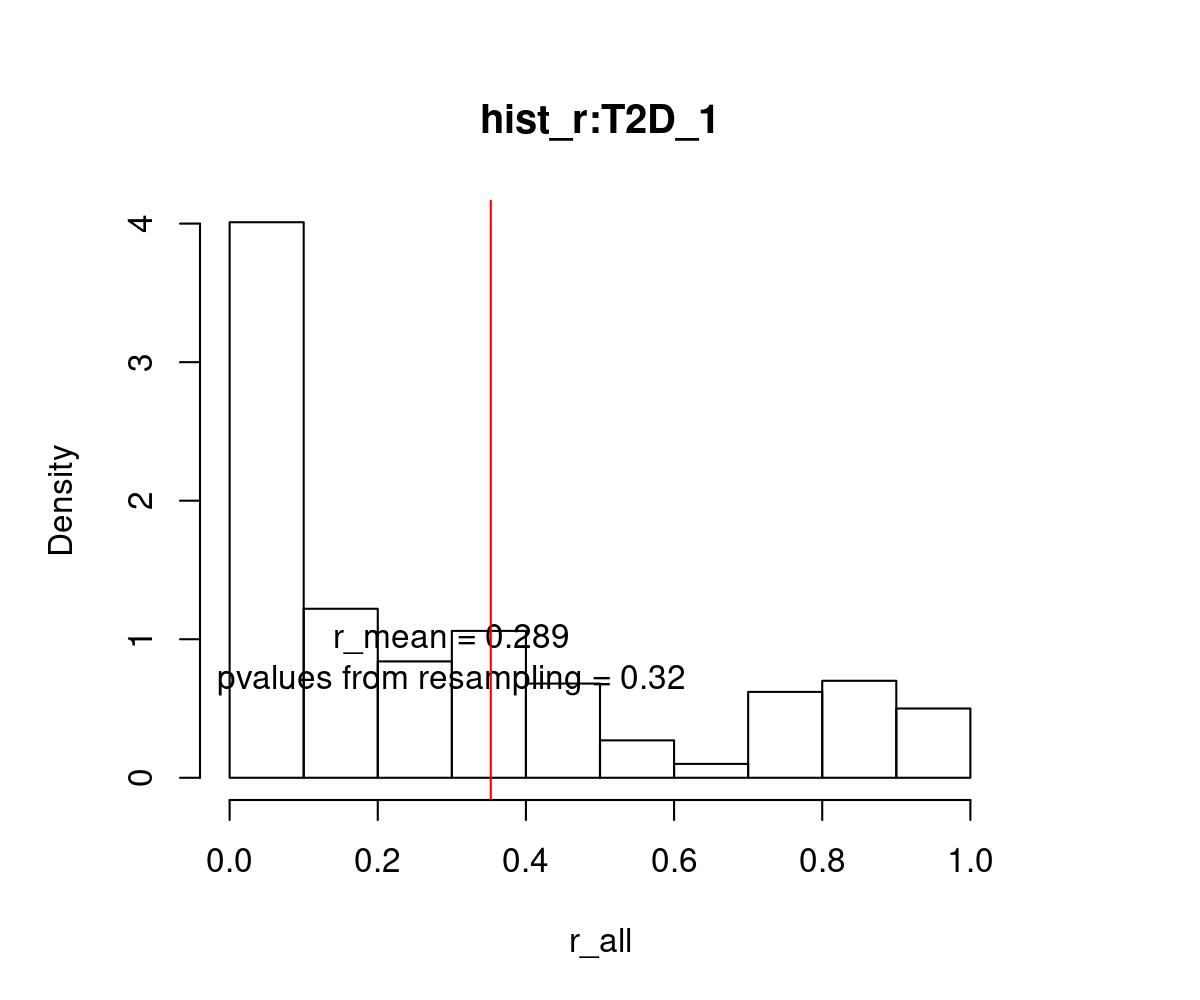 hist_r:T2D_1
4
3
2
1
0
Density
r_mean = 0.289
pvalues from resampling = 0.32
0.0 0.2 0.4 0.6 0.8 1.0
r_all